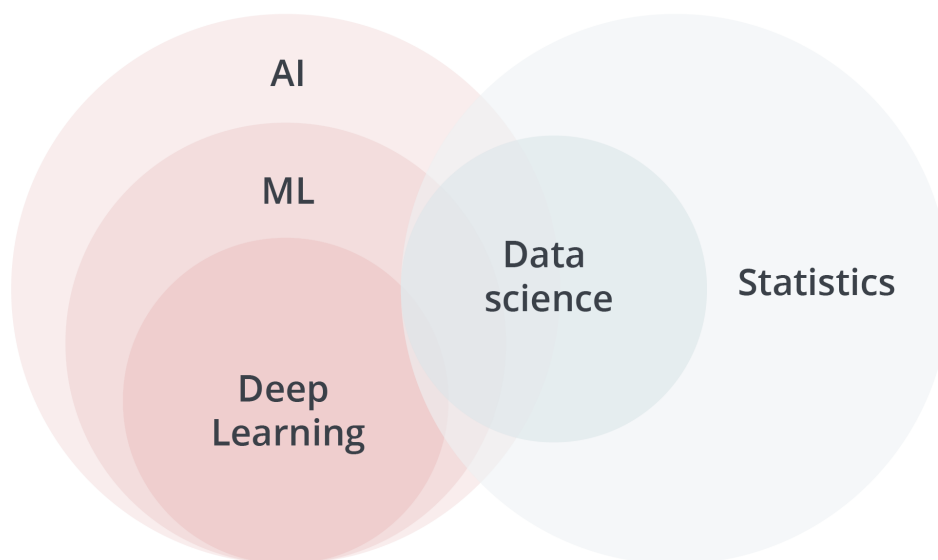 AI
ML
Deep
Learning
Data
science
Statistics